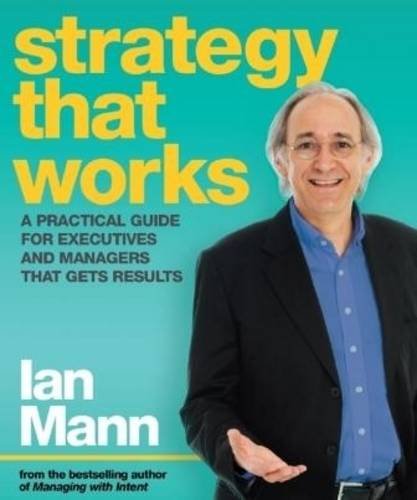 strategy
that
works
A PRACTICAL GUIDE
FOR EXECUTIVES
AND MANAGERS
THAT GETS RESULTS
Ian
Mann
from the bestselling author
of Managing with Intent